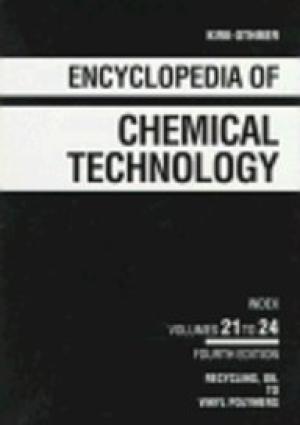 KIRK-OTHMER
ENCYCLOPEDIA OF
CHEMICAL
TECHNOLOGY
INDEX
VOLUMES 21 TO 24
FOURTH EDITION
RECYCLING, OIL
TO
VINYL POLYMERS